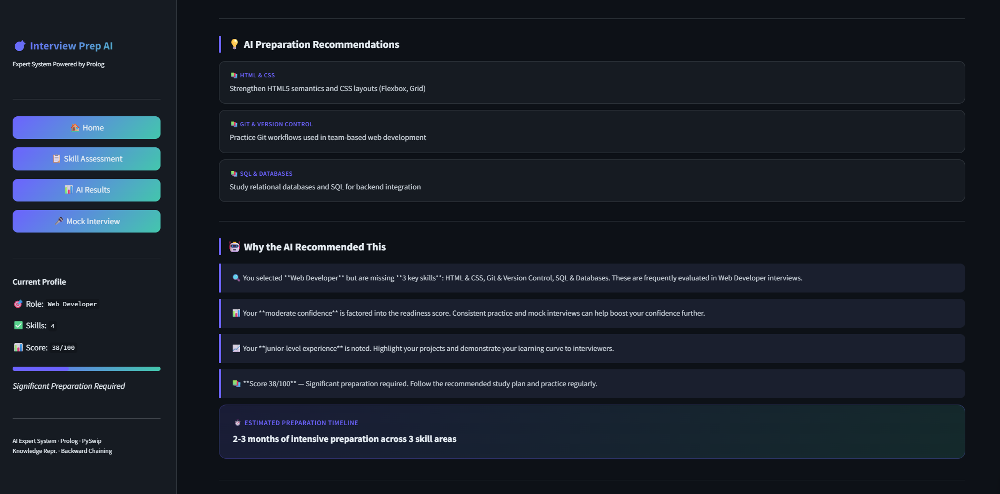 Interview Prep AI
Expert System Powered by Prolog
Home
Skill Assessment
AI Results
Mock Interview
Current Profile
Role: Web Developer
Skills: 4
Score: 38/100
Significant Preparation Required
AI Expert System · Prolog · PySwip
Knowledge Repr. · Backward Chaining
AI Preparation Recommendations
HTML & CSS
Strengthen HTML5 semantics and CSS layouts (Flexbox, Grid)
GIT & VERSION CONTROL
Practice Git workflows used in team-based web development
SQL & DATABASES
Study relational databases and SQL for backend integration
Why the AI Recommended This
You selected **Web Developer** but are missing **3 key skills**: HTML & CSS, Git & Version Control, SQL & Databases. These are frequently evaluated in Web Developer interviews.
Your **moderate confidence** is factored into the readiness score. Consistent practice and mock interviews can help boost your confidence further.
Your **junior-level experience** is noted. Highlight your projects and demonstrate your learning curve to interviewers.
**Score 38/100** — Significant preparation required. Follow the recommended study plan and practice regularly.
ESTIMATED PREPARATION TIMELINE
2-3 months of intensive preparation across 3 skill areas